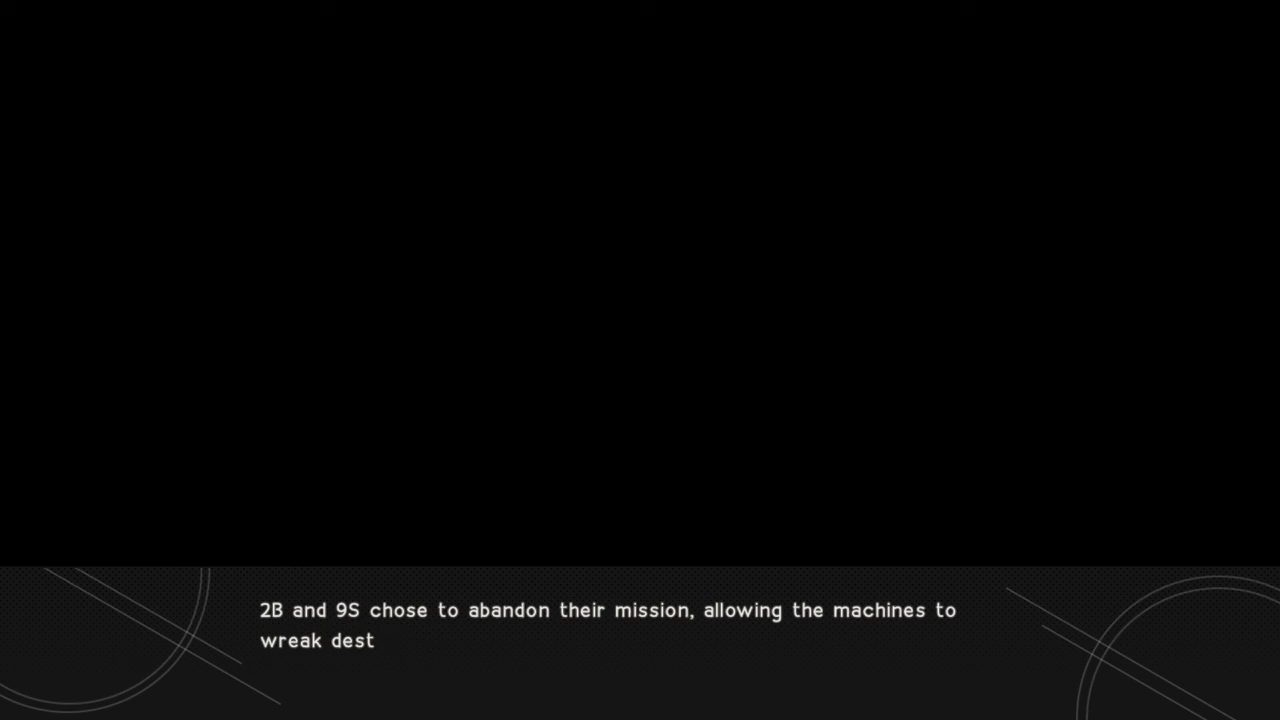 2B and 9S chose to abandon their mission, allowing the machines to
wreak dest